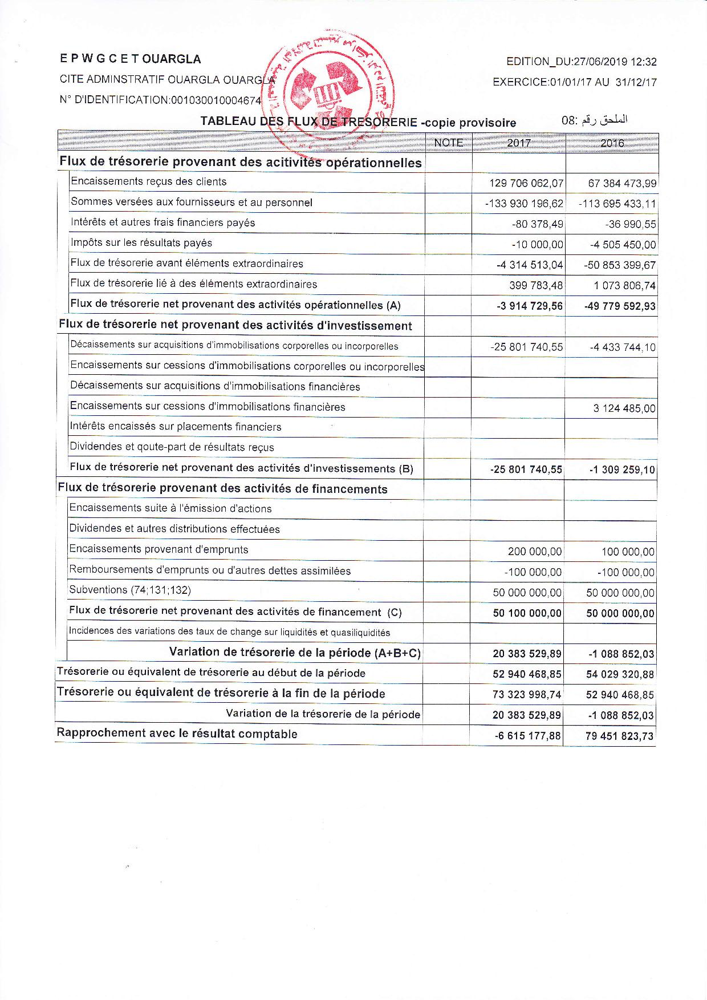 E P W G C E T OUARGLA
EDITION_DU:27/06/2019 12:32
CITE ADMINSTRATIF OUARGLA OUARGLA
EXERCICE:01/01/17 AU 31/12/17
N° D'IDENTIFICATION:001030010004674
TABLEAU DES FLUX DE TRESORERIE -copie provisoire
الملحق رقم :08
NOTE 2017 2016
Flux de trésorerie provenant des acitivités opérationnelles
Encaissements reçus des clients 129 706 062,07 67 384 473,99
Sommes versées aux fournisseurs et au personnel -133 930 196,62 -113 695 433,11
Intérêts et autres frais financiers payés -80 378,49 -36 990,55
Impôts sur les résultats payés -10 000,00 -4 505 450,00
Flux de trésorerie avant éléments extraordinaires -4 314 513,04 -50 853 399,67
Flux de trésorerie lié à des éléments extraordinaires 399 783,48 1 073 806,74
Flux de trésorerie net provenant des activités opérationnelles (A) -3 914 729,56 -49 779 592,93
Flux de trésorerie net provenant des activités d'investissement
Décaissements sur acquisitions d'immobilisations corporelles ou incorporelles -25 801 740,55 -4 433 744,10
Encaissements sur cessions d'immobilisations corporelles ou incorporelles
Décaissements sur acquisitions d'immobilisations financières
Encaissements sur cessions d'immobilisations financières 3 124 485,00
Intérêts encaissés sur placements financiers
Dividendes et qoute-part de résultats reçus
Flux de trésorerie net provenant des activités d'investissements (B) -25 801 740,55 -1 309 259,10
Flux de trésorerie provenant des activités de financements
Encaissements suite à l'émission d'actions
Dividendes et autres distributions effectuées
Encaissements provenant d'emprunts 200 000,00 100 000,00
Remboursements d'emprunts ou d'autres dettes assimilées -100 000,00 -100 000,00
Subventions (74;131;132) 50 000 000,00 50 000 000,00
Flux de trésorerie net provenant des activités de financement (C) 50 100 000,00 50 000 000,00
Incidences des variations des taux de change sur liquidités et quasiliquidités
Variation de trésorerie de la période (A+B+C) 20 383 529,89 -1 088 852,03
Trésorerie ou équivalent de trésorerie au début de la période 52 940 468,85 54 029 320,88
Trésorerie ou équivalent de trésorerie à la fin de la période 73 323 998,74 52 940 468,85
Variation de la trésorerie de la période 20 383 529,89 -1 088 852,03
Rapprochement avec le résultat comptable -6 615 177,88 79 451 823,73